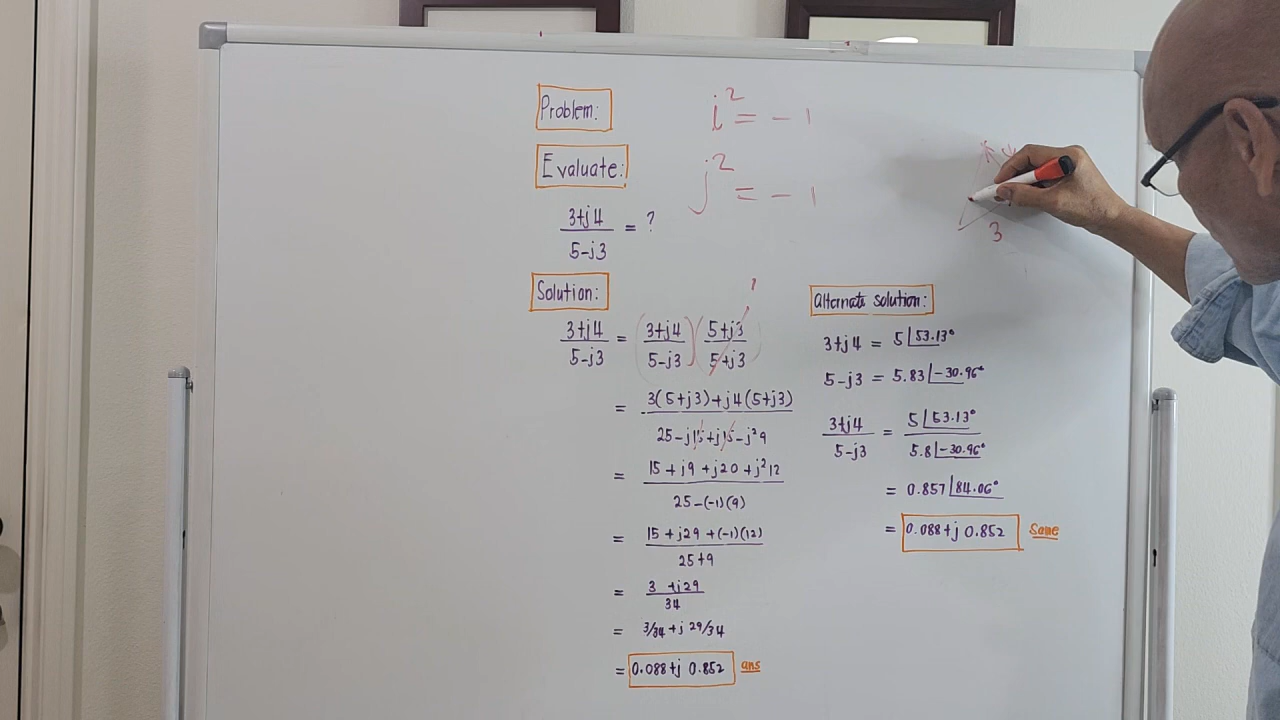 Problem:
i² = -1
Evaluate:
j² = -1
3+j4 / 5-j3 = ?
Solution:
3+j4 / 5-j3 = (3+j4 / 5-j3)(5+j3 / 5+j3) 1
= 3(5+j3)+j4(5+j3) / 25-j15+j15-j²9
= 15+j9+j20+j²12 / 25-(-1)(9)
= 15+j29+(-1)(12) / 25+9
= 3+j29 / 34
= 3/34 + j 29/34
= 0.088+j 0.852 ans
3
alternate solution:
3+j4 = 5∠53.13°
5-j3 = 5.83∠-30.96°
3+j4 / 5-j3 = 5∠53.13° / 5.8∠-30.96°
= 0.857∠84.06°
= 0.088+j 0.852 Same